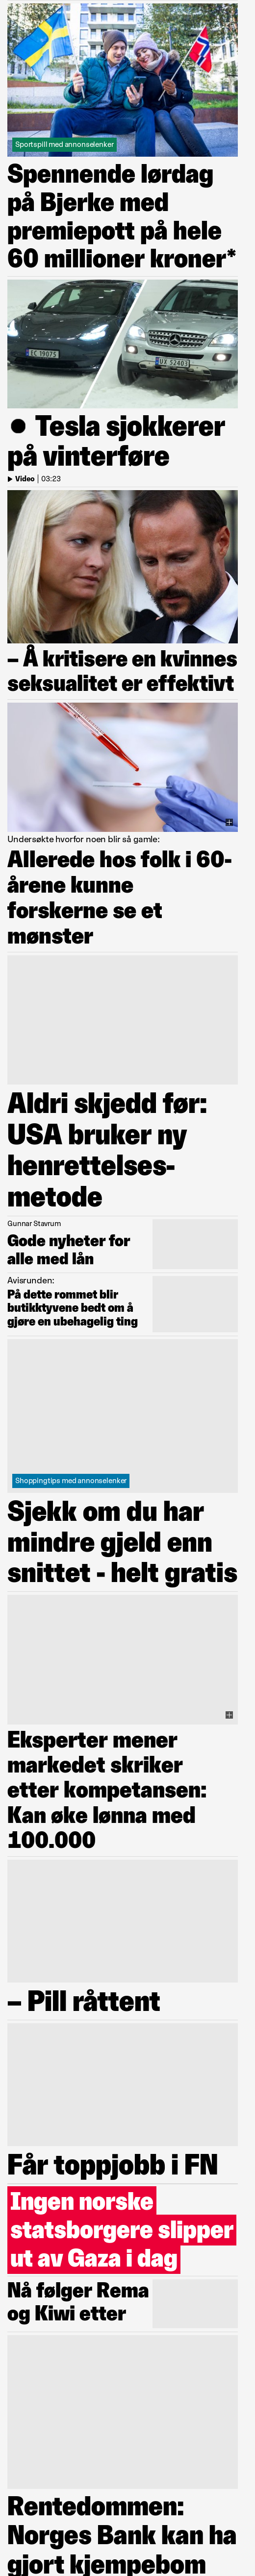 Sportspill med annonselenker
Spennende lørdag
på Bjerke med
premiepott på hele
60 millioner kroner*
EC 19075
UX 52403
● Tesla sjokkerer
på vinterføre
Video | 03:23
– Å kritisere en kvinnes
seksualitet er effektivt
Undersøkte hvorfor noen blir så gamle:
Allerede hos folk i 60-
årene kunne
forskerne se et
mønster
Aldri skjedd før:
USA bruker ny
henrettelses-
metode
Gunnar Stavrum
Gode nyheter for
alle med lån
Avisrunden:
På dette rommet blir
butikktyvene bedt om å
gjøre en ubehagelig ting
Shoppingtips med annonselenker
Sjekk om du har
mindre gjeld enn
snittet - helt gratis
Eksperter mener
markedet skriker
etter kompetansen:
Kan øke lønna med
100.000
– Pill råttent
Får toppjobb i FN
Ingen norske
statsborgere slipper
ut av Gaza i dag
Nå følger Rema
og Kiwi etter
Rentedommen:
Norges Bank kan ha
gjort kjempebom